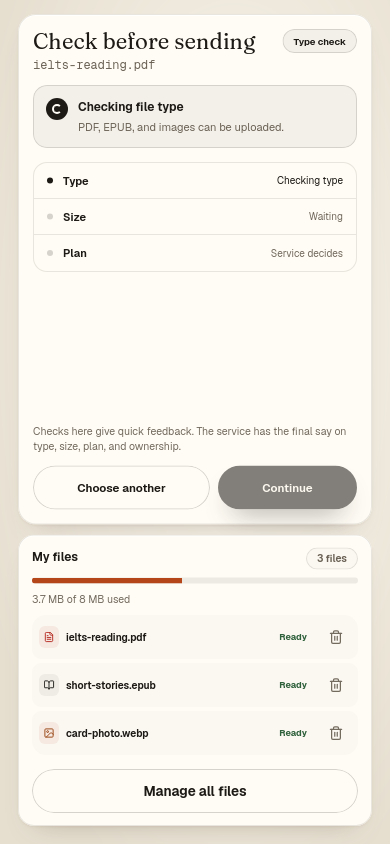 Check before sending
Type check
ielts-reading.pdf
C
Checking file type
PDF, EPUB, and images can be uploaded.
Type
Checking type
Size
Waiting
Plan
Service decides
Checks here give quick feedback. The service has the final say on
type, size, plan, and ownership.
Choose another
Continue
My files
3 files
3.7 MB of 8 MB used
ielts-reading.pdf
Ready
short-stories.epub
Ready
card-photo.webp
Ready
Manage all files